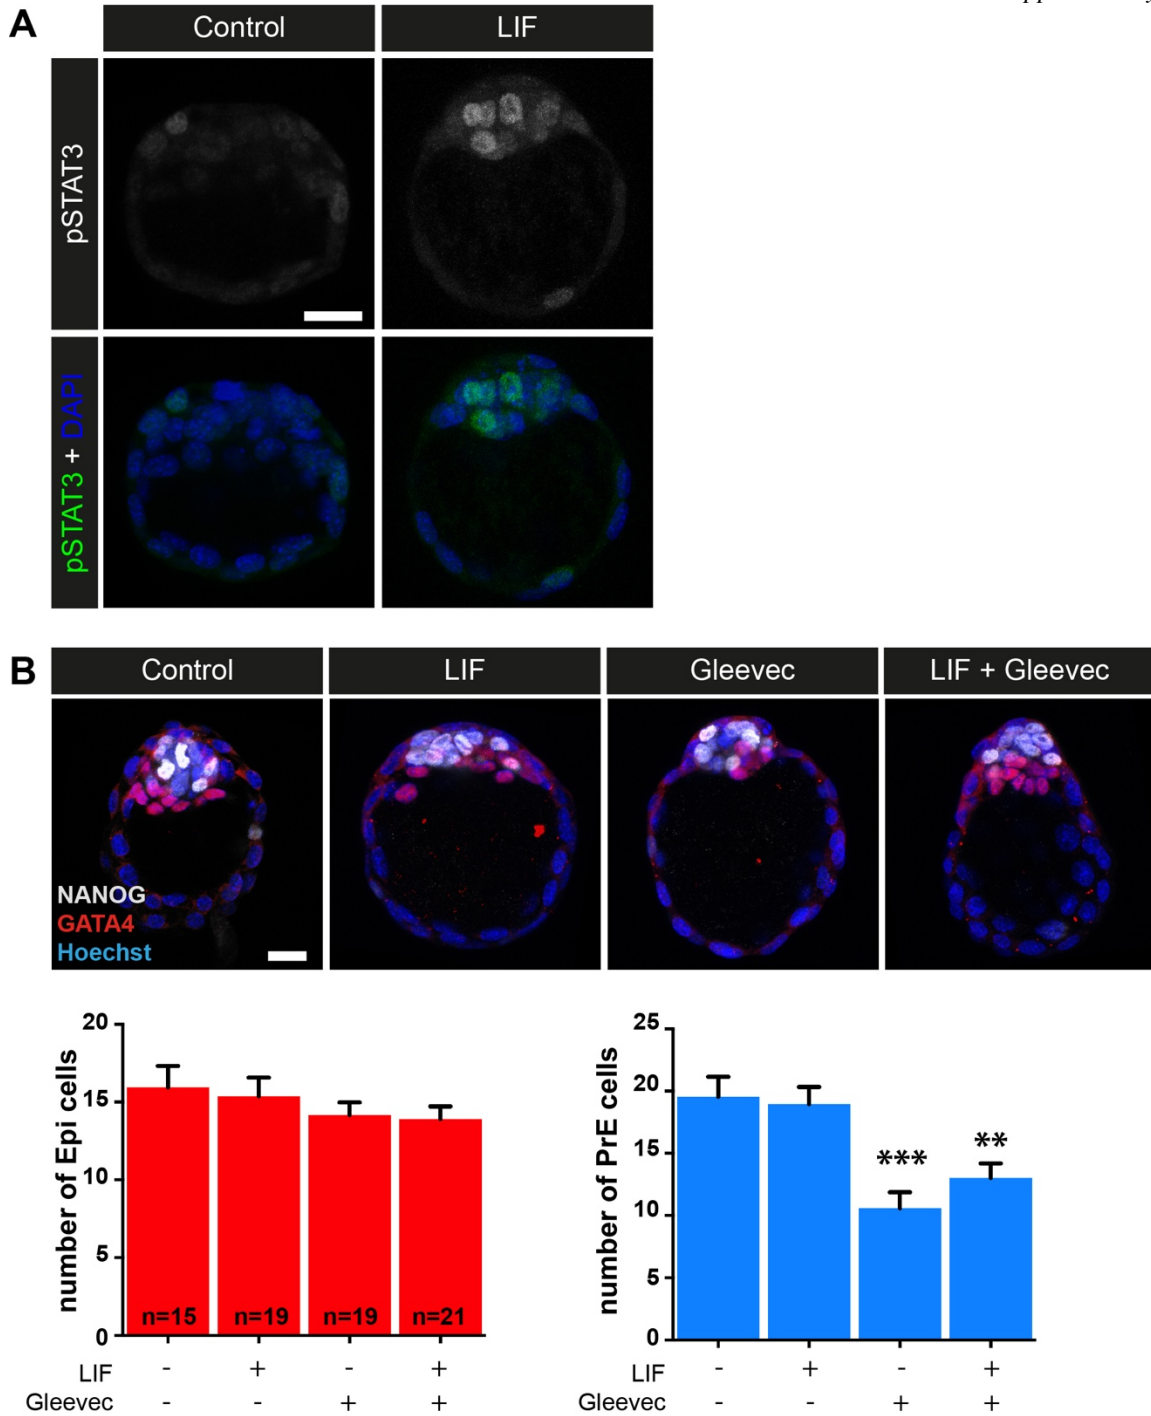 A
Control
LIF
pSTAT3
pSTAT3 + DAPI
B
Control
LIF
Gleevec
LIF + Gleevec
NANOG
GATA4
Hoechst
number of Epi cells
20
15
10
5
0
n=15
n=19
n=19
n=21
LIF
- + - +
Gleevec
- - + +
number of PrE cells
25
20
15
10
5
0
***
**
LIF
- + - +
Gleevec
- - + +